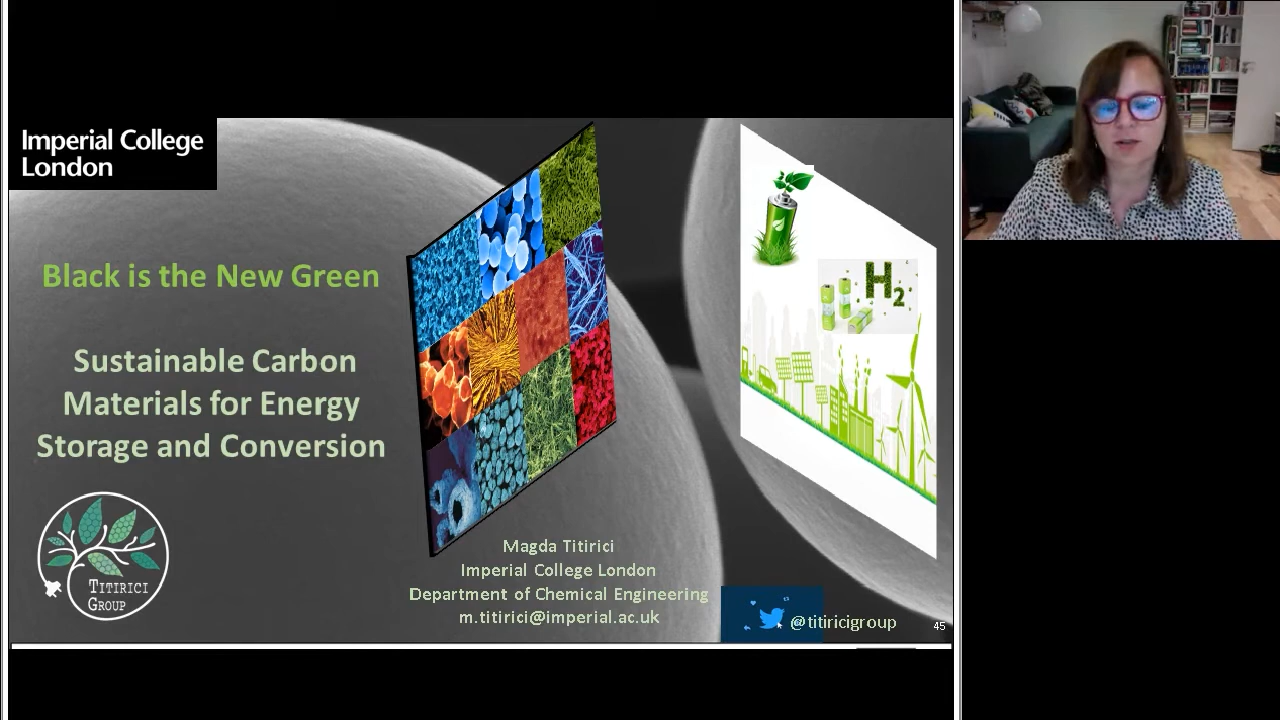 Imperial College
London
Black is the New Green
Sustainable Carbon
Materials for Energy
Storage and Conversion
TITIRICI
GROUP
H2
Magda Titirici
Imperial College London
Department of Chemical Engineering
m.titirici@imperial.ac.uk
@titiricigroup
45